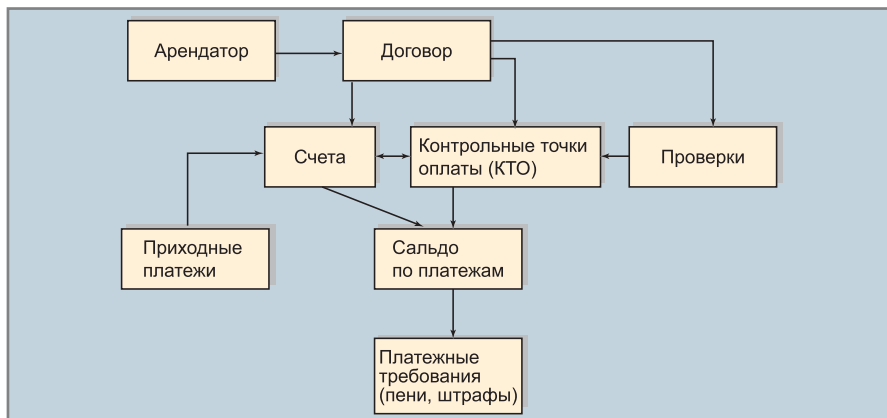 Арендатор
Договор
Счета
Контрольные точки
оплаты (КТО)
Проверки
Приходные
платежи
Сальдо
по платежам
Платежные
требования
(пени, штрафы)